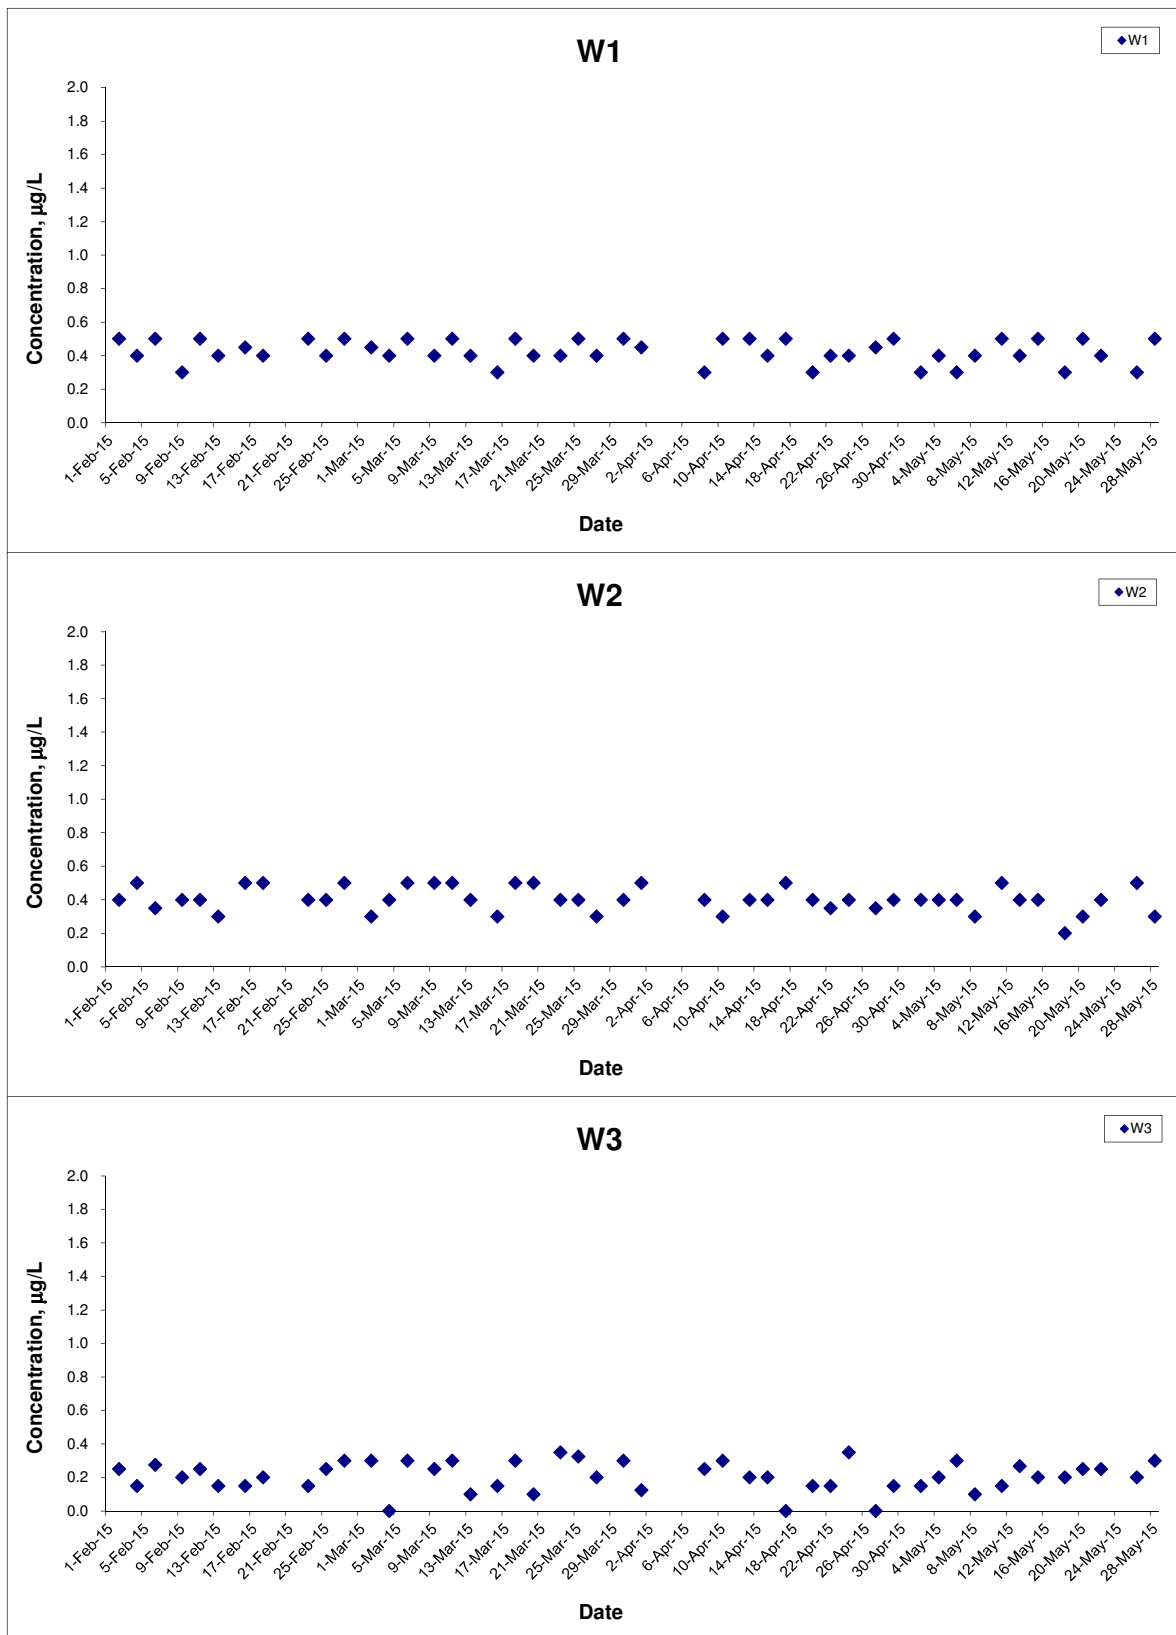 W1
W1
2.0
1.8
1.6
1.4
1.2
1.0
0.8
0.6
0.4
0.2
0.0
Concentration, µg/L
1-Feb-15 5-Feb-15 9-Feb-15 13-Feb-15 17-Feb-15 21-Feb-15 25-Feb-15 1-Mar-15 5-Mar-15 9-Mar-15 13-Mar-15 17-Mar-15 21-Mar-15 25-Mar-15 29-Mar-15 2-Apr-15 6-Apr-15 10-Apr-15 14-Apr-15 18-Apr-15 22-Apr-15 26-Apr-15 30-Apr-15 4-May-15 8-May-15 12-May-15 16-May-15 20-May-15 24-May-15 28-May-15
Date
W2
W2
2.0
1.8
1.6
1.4
1.2
1.0
0.8
0.6
0.4
0.2
0.0
Concentration, µg/L
1-Feb-15 5-Feb-15 9-Feb-15 13-Feb-15 17-Feb-15 21-Feb-15 25-Feb-15 1-Mar-15 5-Mar-15 9-Mar-15 13-Mar-15 17-Mar-15 21-Mar-15 25-Mar-15 29-Mar-15 2-Apr-15 6-Apr-15 10-Apr-15 14-Apr-15 18-Apr-15 22-Apr-15 26-Apr-15 30-Apr-15 4-May-15 8-May-15 12-May-15 16-May-15 20-May-15 24-May-15 28-May-15
Date
W3
W3
2.0
1.8
1.6
1.4
1.2
1.0
0.8
0.6
0.4
0.2
0.0
Concentration, µg/L
1-Feb-15 5-Feb-15 9-Feb-15 13-Feb-15 17-Feb-15 21-Feb-15 25-Feb-15 1-Mar-15 5-Mar-15 9-Mar-15 13-Mar-15 17-Mar-15 21-Mar-15 25-Mar-15 29-Mar-15 2-Apr-15 6-Apr-15 10-Apr-15 14-Apr-15 18-Apr-15 22-Apr-15 26-Apr-15 30-Apr-15 4-May-15 8-May-15 12-May-15 16-May-15 20-May-15 24-May-15 28-May-15
Date